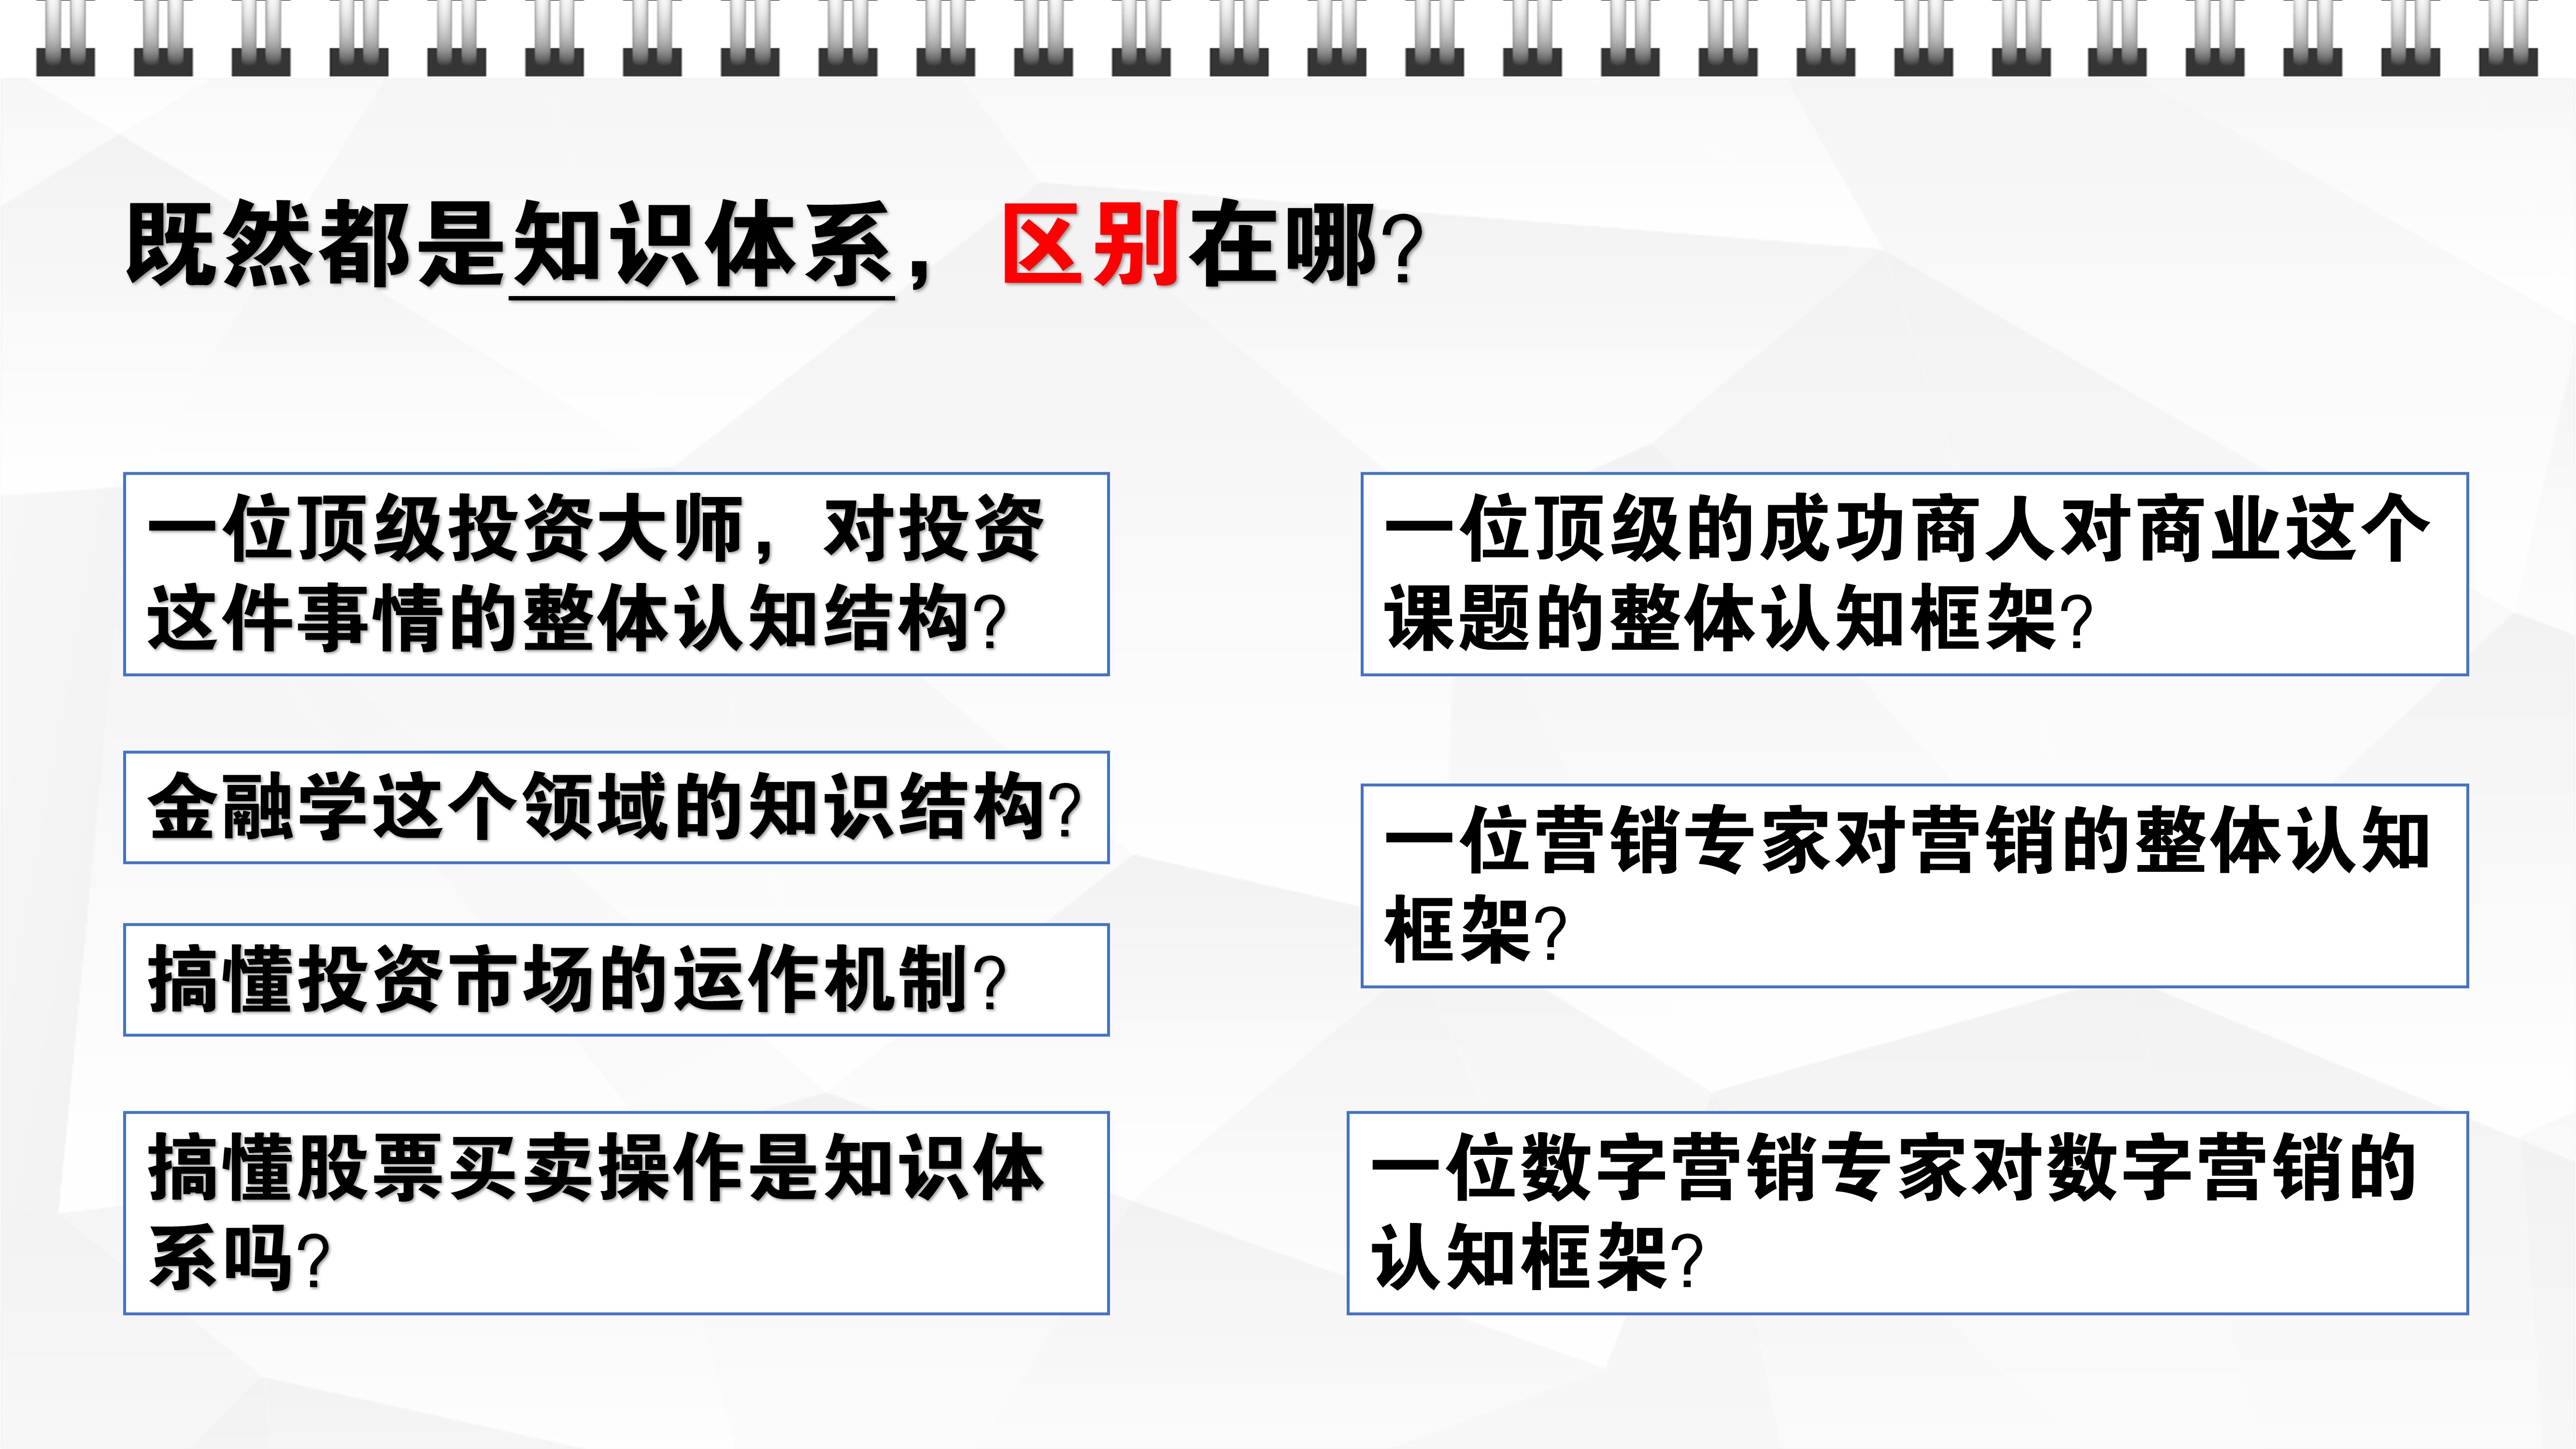 既然都是知识体系，区别在哪?
一位顶级投资大师，对投资
这件事情的整体认知结构?
金融学这个领域的知识结构?
搞懂投资市场的运作机制?
搞懂股票买卖操作是知识体
系吗?
一位顶级的成功商人对商业这个
课题的整体认知框架?
一位营销专家对营销的整体认知
框架?
一位数字营销专家对数字营销的
认知框架?